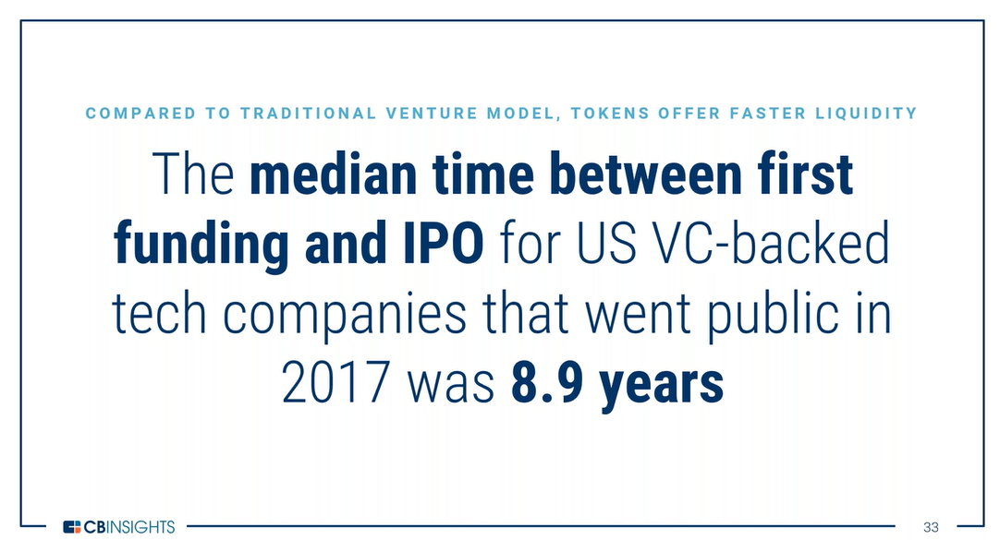 COMPARED TO TRADITIONAL VENTURE MODEL, TOKENS OFFER FASTER LIQUIDITY
The median time between first
funding and IPO for US VC-backed
tech companies that went public in
2017 was 8.9 years
CBINSIGHTS
33